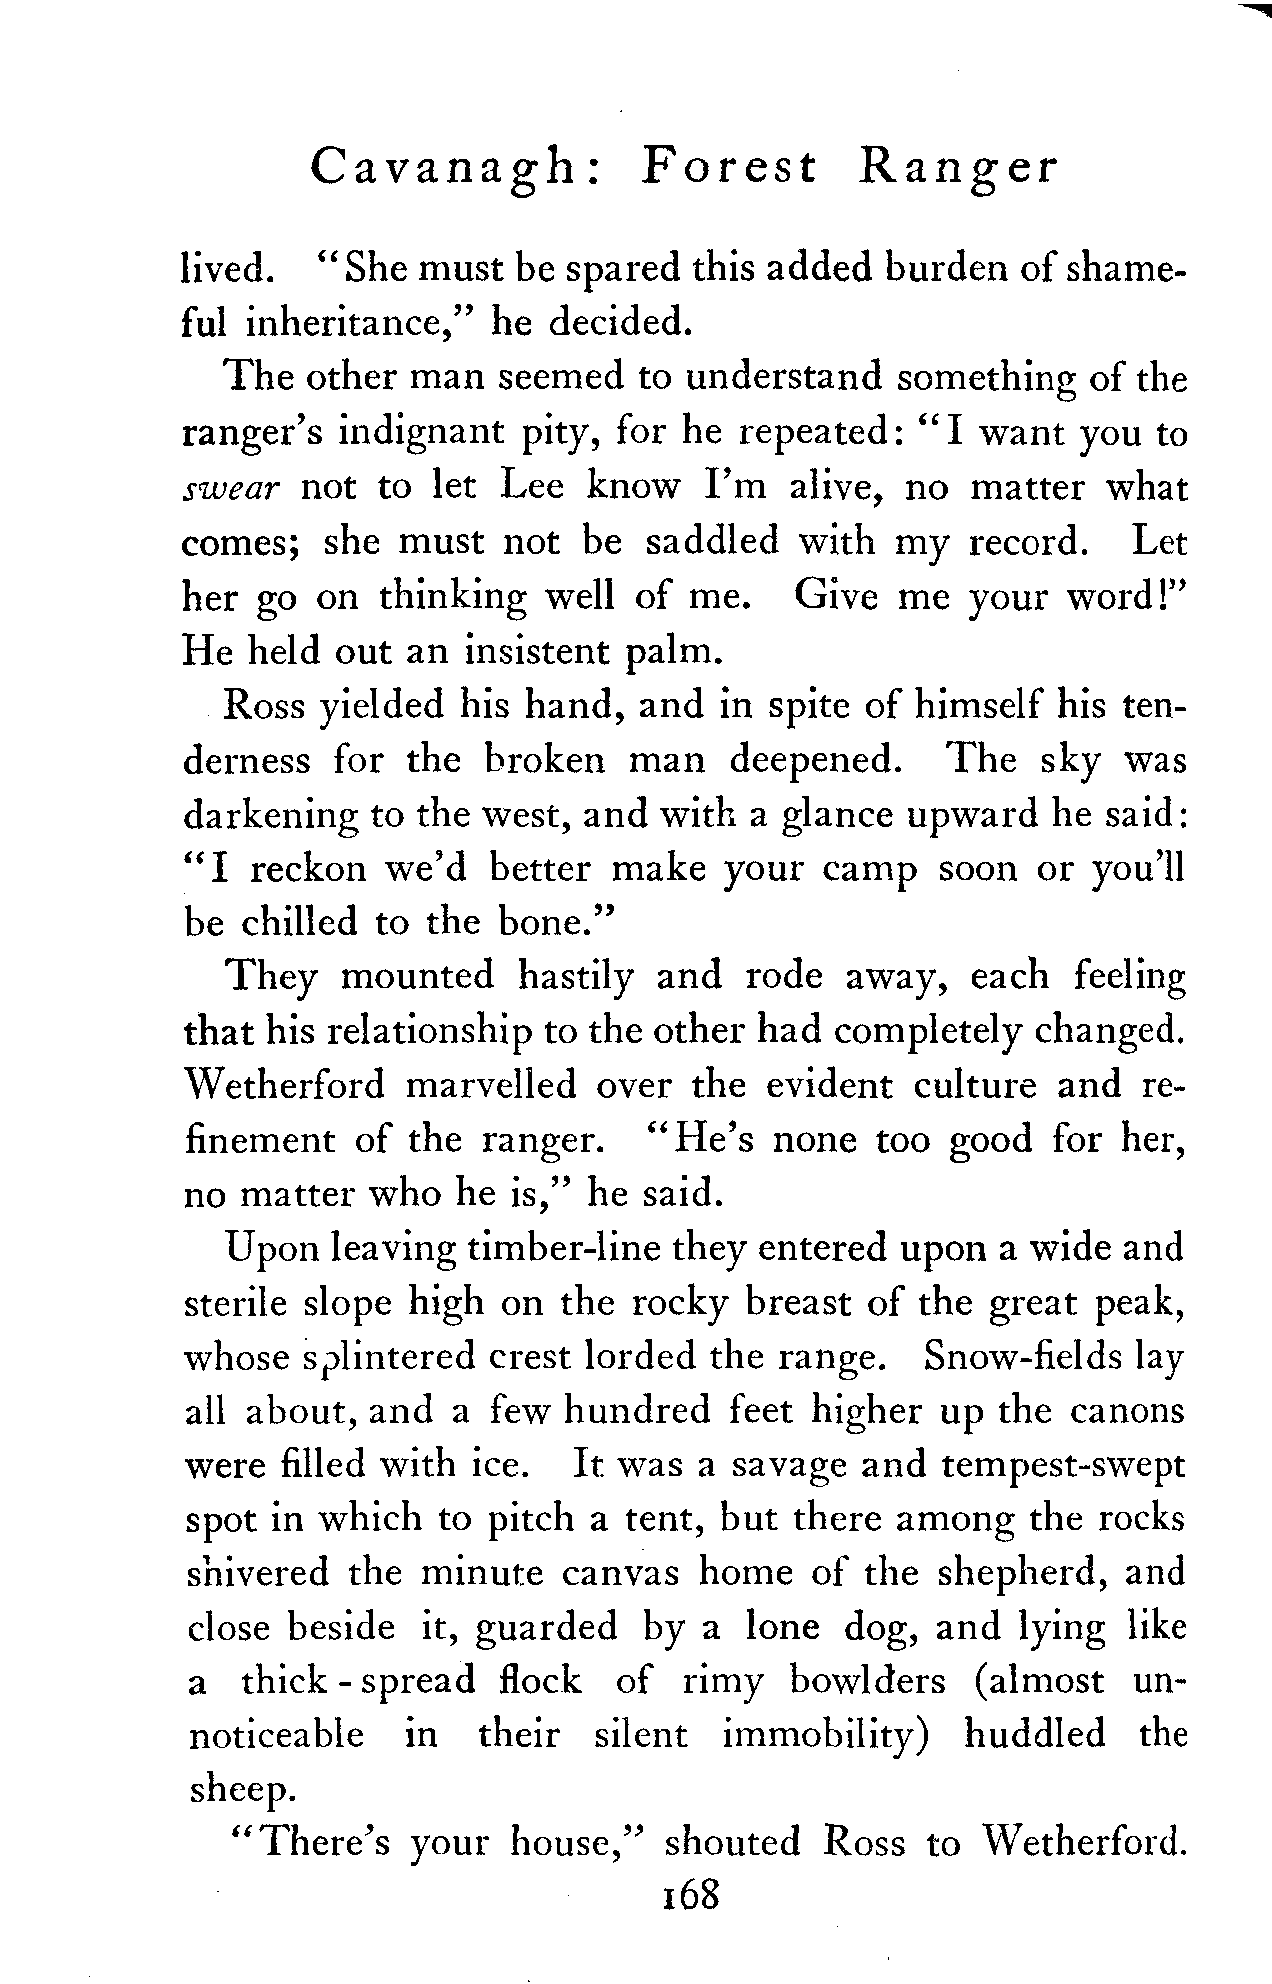 Cavanagh: Forest Ranger
lived. "She must be spared this added burden of shame-
ful inheritance," he decided.
The other man seemed to understand something of the
ranger's indignant pity, for he repeated: "I want you to
swear not to let Lee know I'm alive, no matter what
comes; she must not be saddled with my record. Let
her go on thinking well of me. Give me your word!"
He held out an insistent palm.
Ross yielded his hand, and in spite of himself his ten-
derness for the broken man deepened. The sky was
darkening to the west, and with a glance upward he said:
"I reckon we'd better make your camp soon or you'll
be chilled to the bone."
They mounted hastily and rode away, each feeling
that his relationship to the other had completely changed.
Wetherford marvelled over the evident culture and re-
finement of the ranger. "He's none too good for her,
no matter who he is," he said.
Upon leaving timber-line they entered upon a wide and
sterile slope high on the rocky breast of the great peak,
whose splintered crest lorded the range. Snow-fields lay
all about, and a few hundred feet higher up the canons
were filled with ice. It was a savage and tempest-swept
spot in which to pitch a tent, but there among the rocks
shivered the minute canvas home of the shepherd, and
close beside it, guarded by a lone dog, and lying like
a thick-spread flock of rimy bowlders (almost un-
noticeable in their silent immobility) huddled the
sheep.
"There's your house," shouted Ross to Wetherford.
168